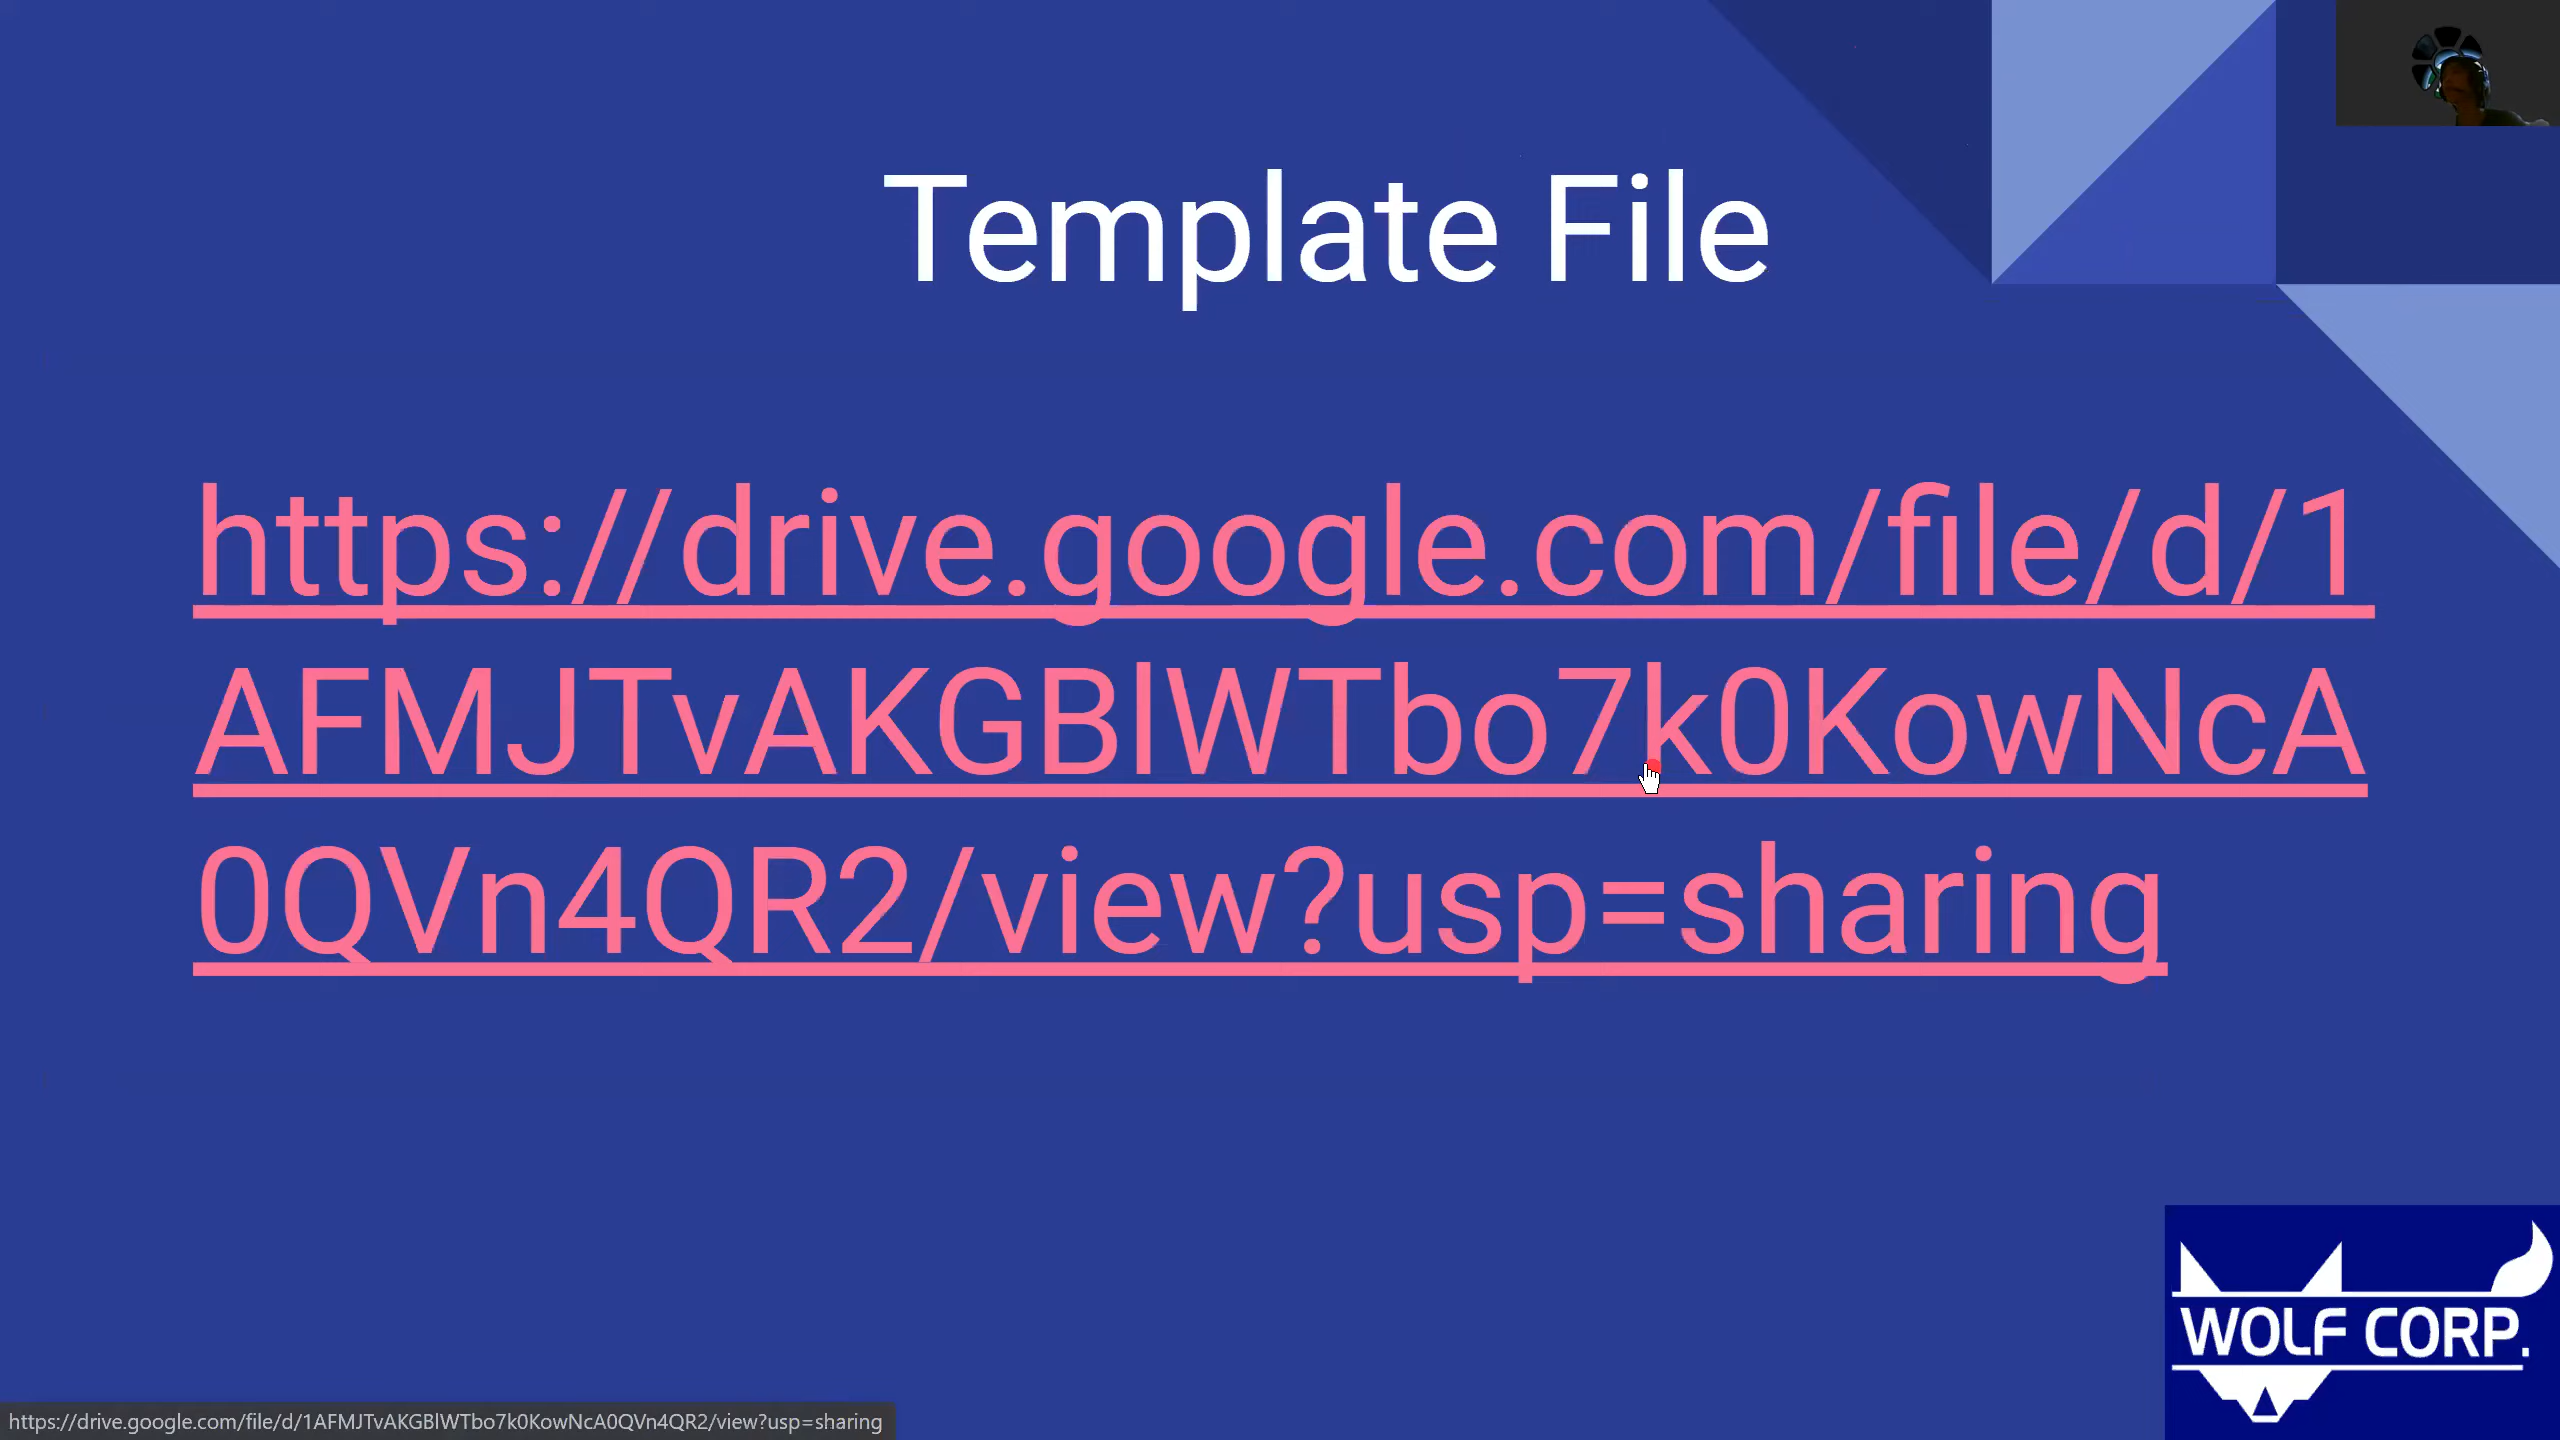 Template File
https://drive.google.com/file/d/1
AFMJTvAKGBlWTbo7k0KowNcA
0QVn4QR2/view?usp=sharing
WOLF CORP.
https://drive.google.com/file/d/1AFMJTvAKGBlWTbo7k0KowNcA0QVn4QR2/view?usp=sharing